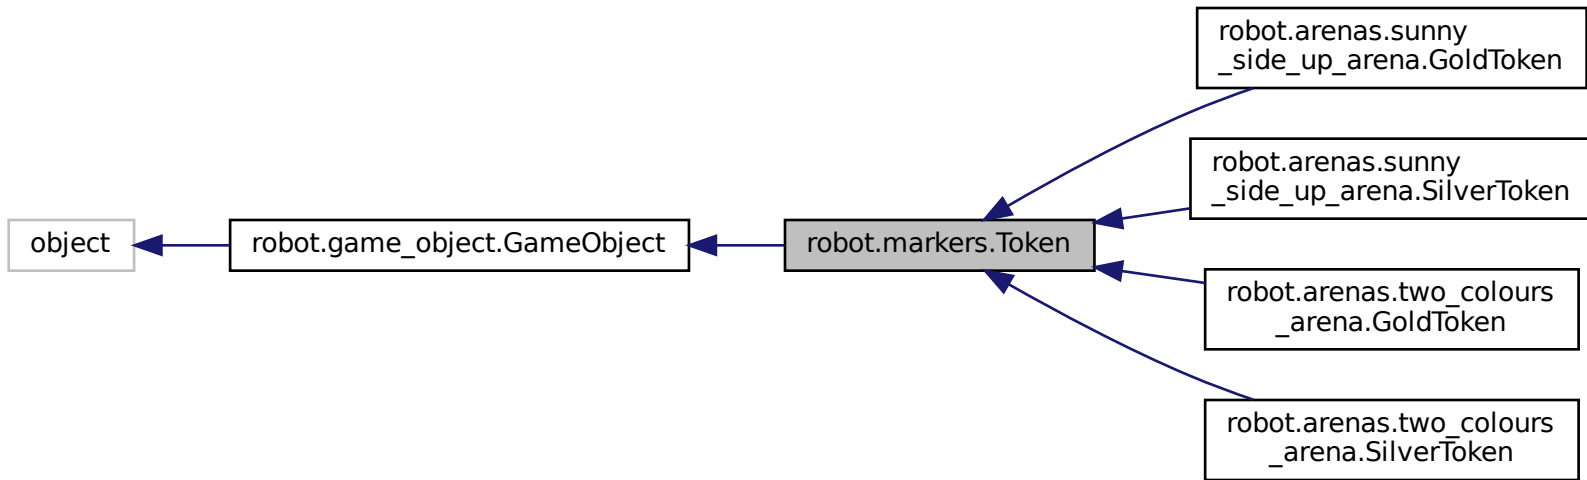 object
robot.game_object.GameObject
robot.markers.Token
robot.arenas.sunny
_side_up_arena.GoldToken
robot.arenas.sunny
_side_up_arena.SilverToken
robot.arenas.two_colours
_arena.GoldToken
robot.arenas.two_colours
_arena.SilverToken